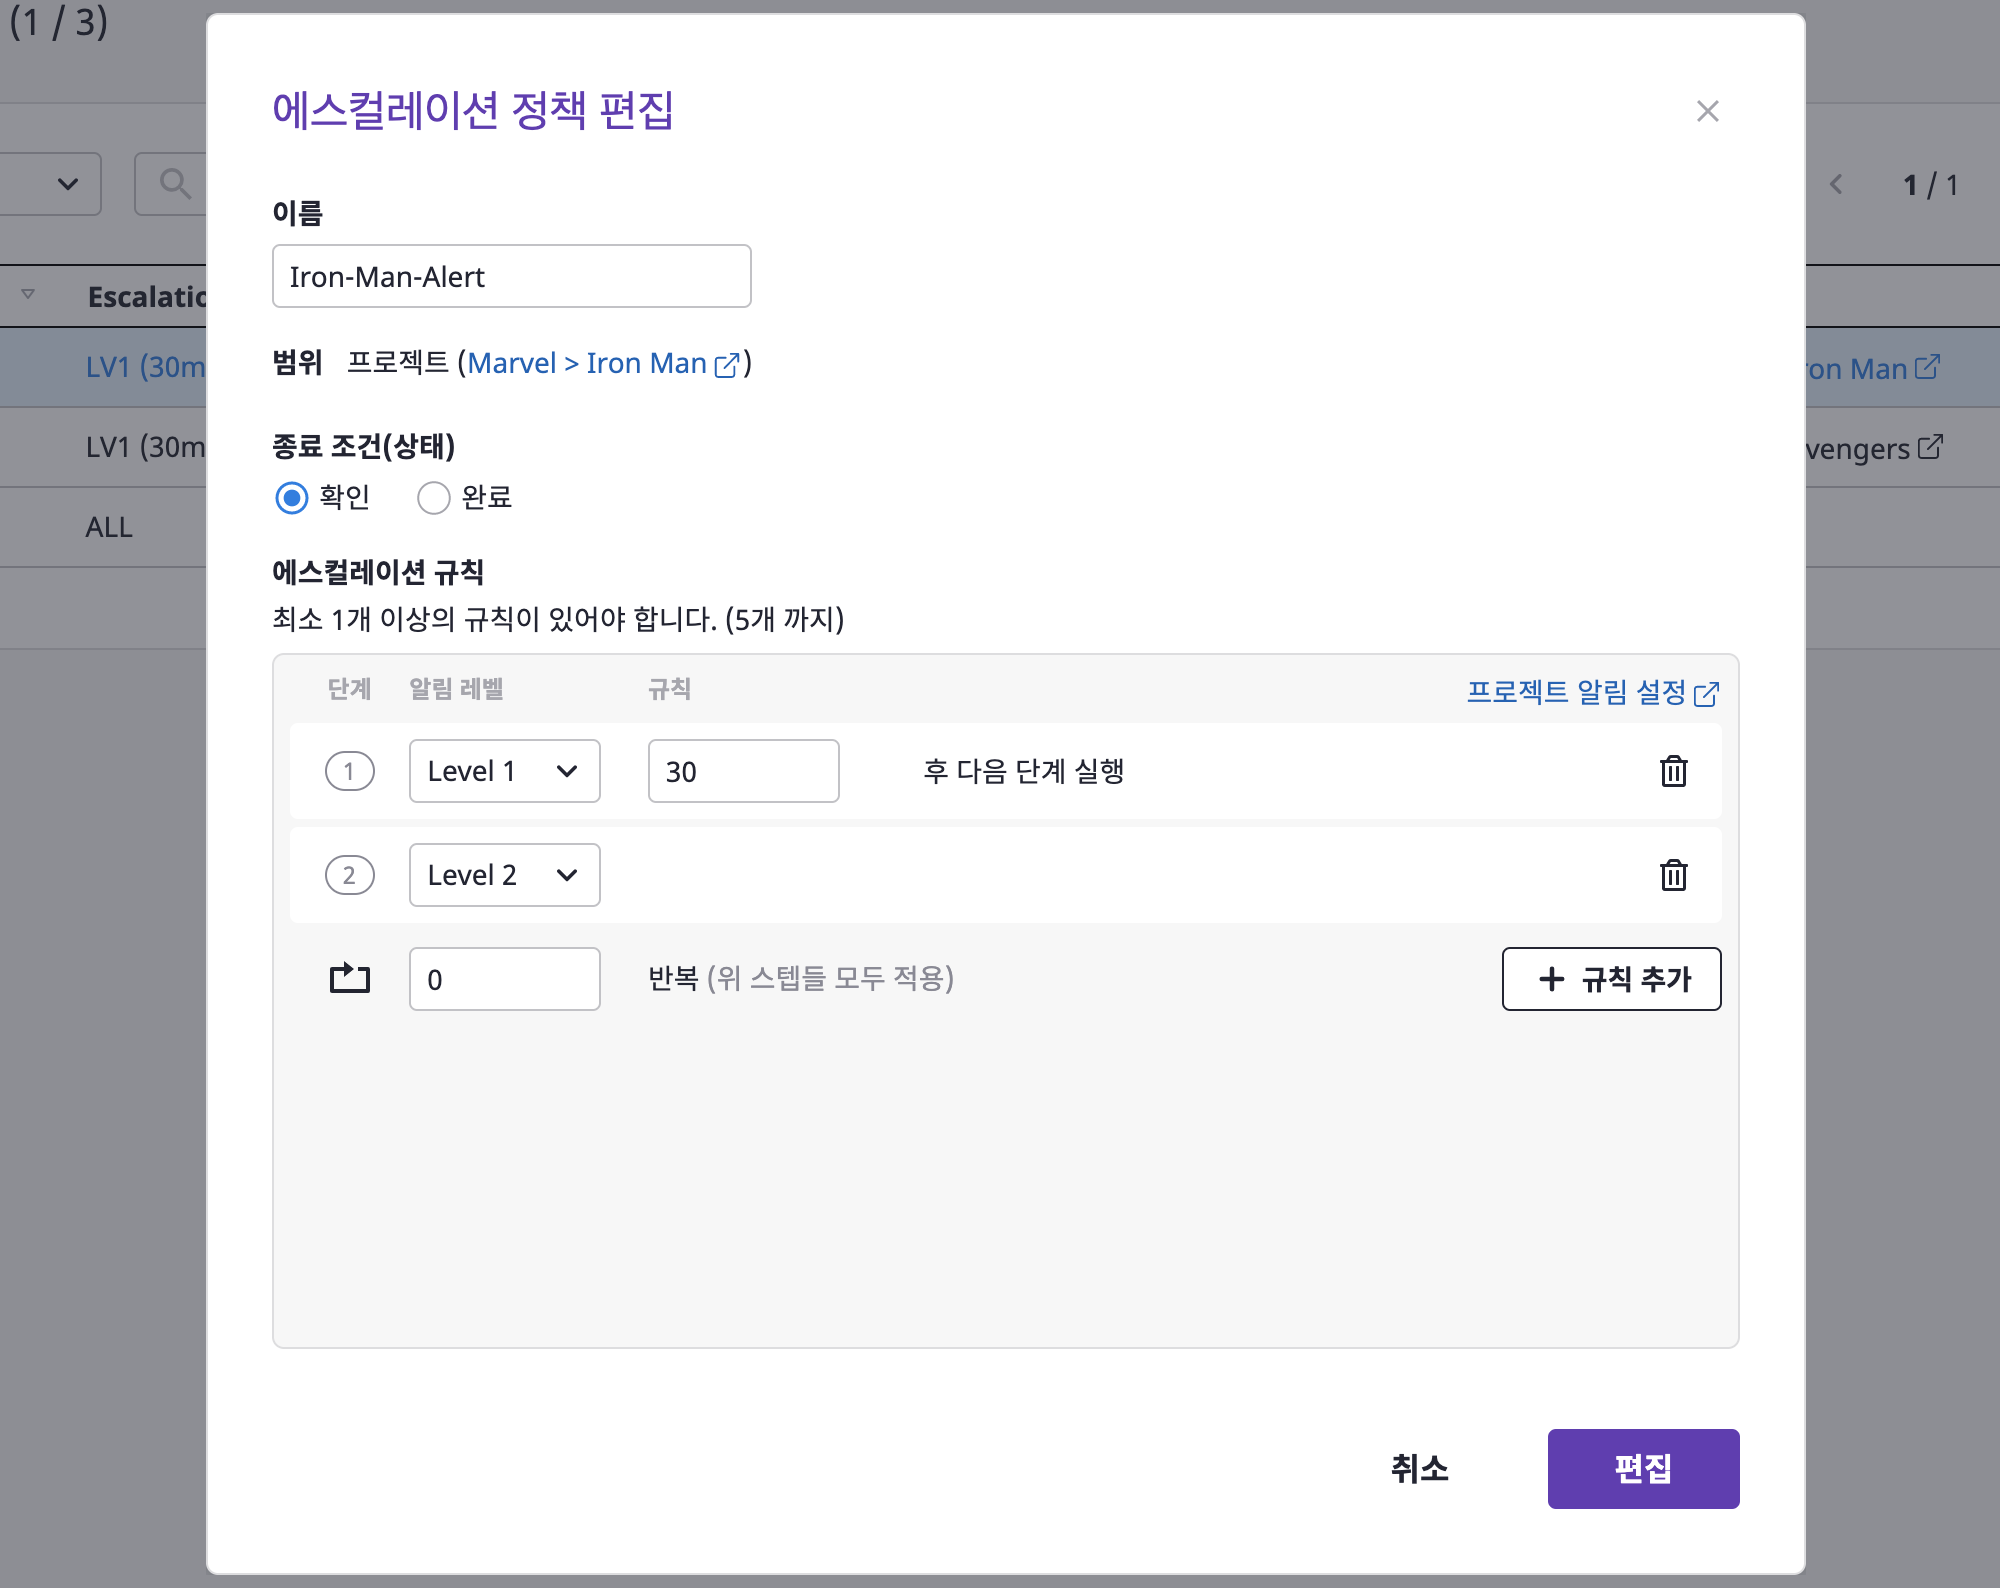 (1 / 3)
에스컬레이션 정책 편집
이름
Iron-Man-Alert
1 / 1
범위 프로젝트 (Marvel > Iron Man)
종료 조건(상태)
확인 완료
에스컬레이션 규칙
최소 1개 이상의 규칙이 있어야 합니다. (5개 까지)
단계 알림 레벨 규칙 프로젝트 알림 설정
1 Level 1 30 후 다음 단계 실행
2 Level 2
0 반복 (위 스텝들 모두 적용) + 규칙 추가
취소 편집
Escalatio
LV1 (30m
ron Man
LV1 (30m
vengers
ALL